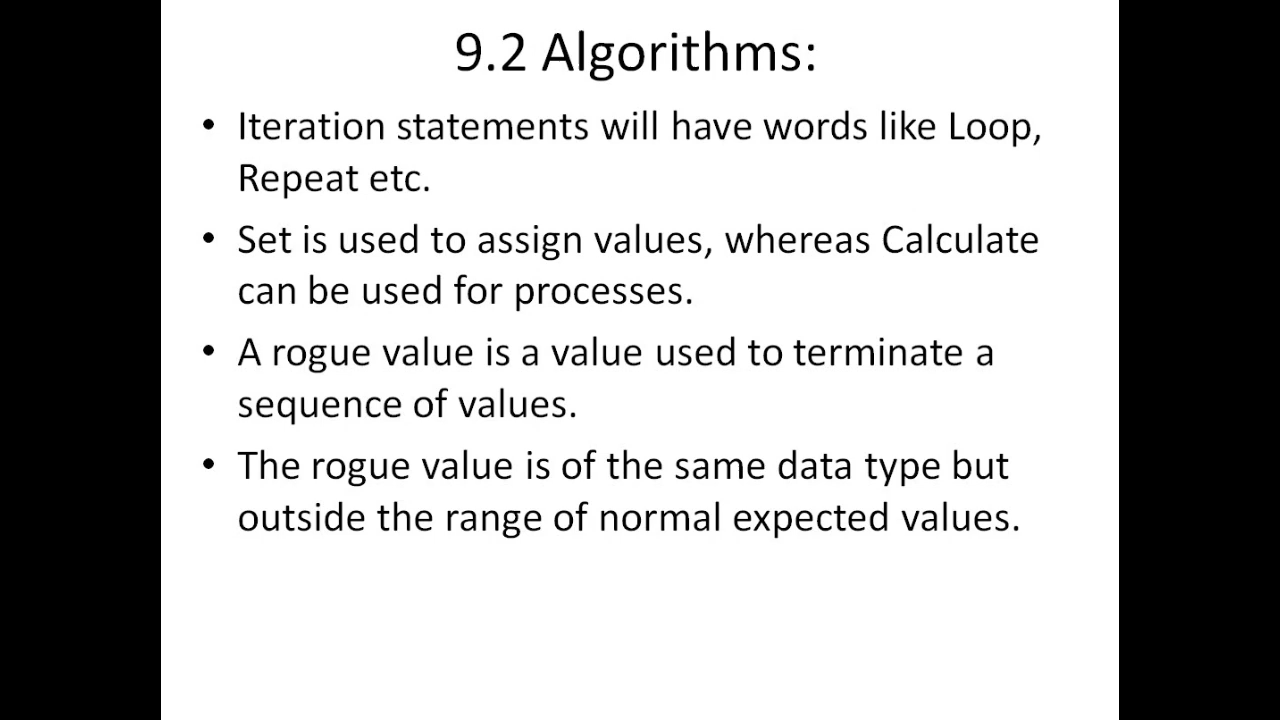 9.2 Algorithms:
• Iteration statements will have words like Loop,
Repeat etc.
• Set is used to assign values, whereas Calculate
can be used for processes.
• A rogue value is a value used to terminate a
sequence of values.
• The rogue value is of the same data type but
outside the range of normal expected values.